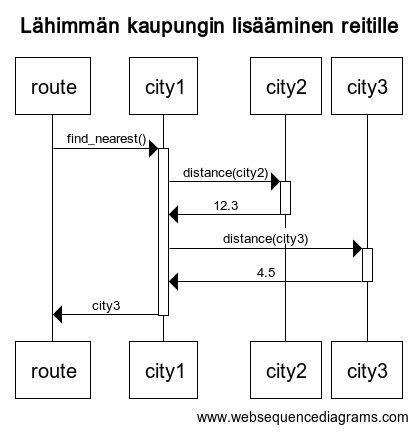 Lähimmän kaupungin lisääminen reitille
route city1 city2 city3
find_nearest()
distance(city2)
12.3
distance(city3)
4.5
city3
route city1 city2 city3
www.websequencediagrams.com